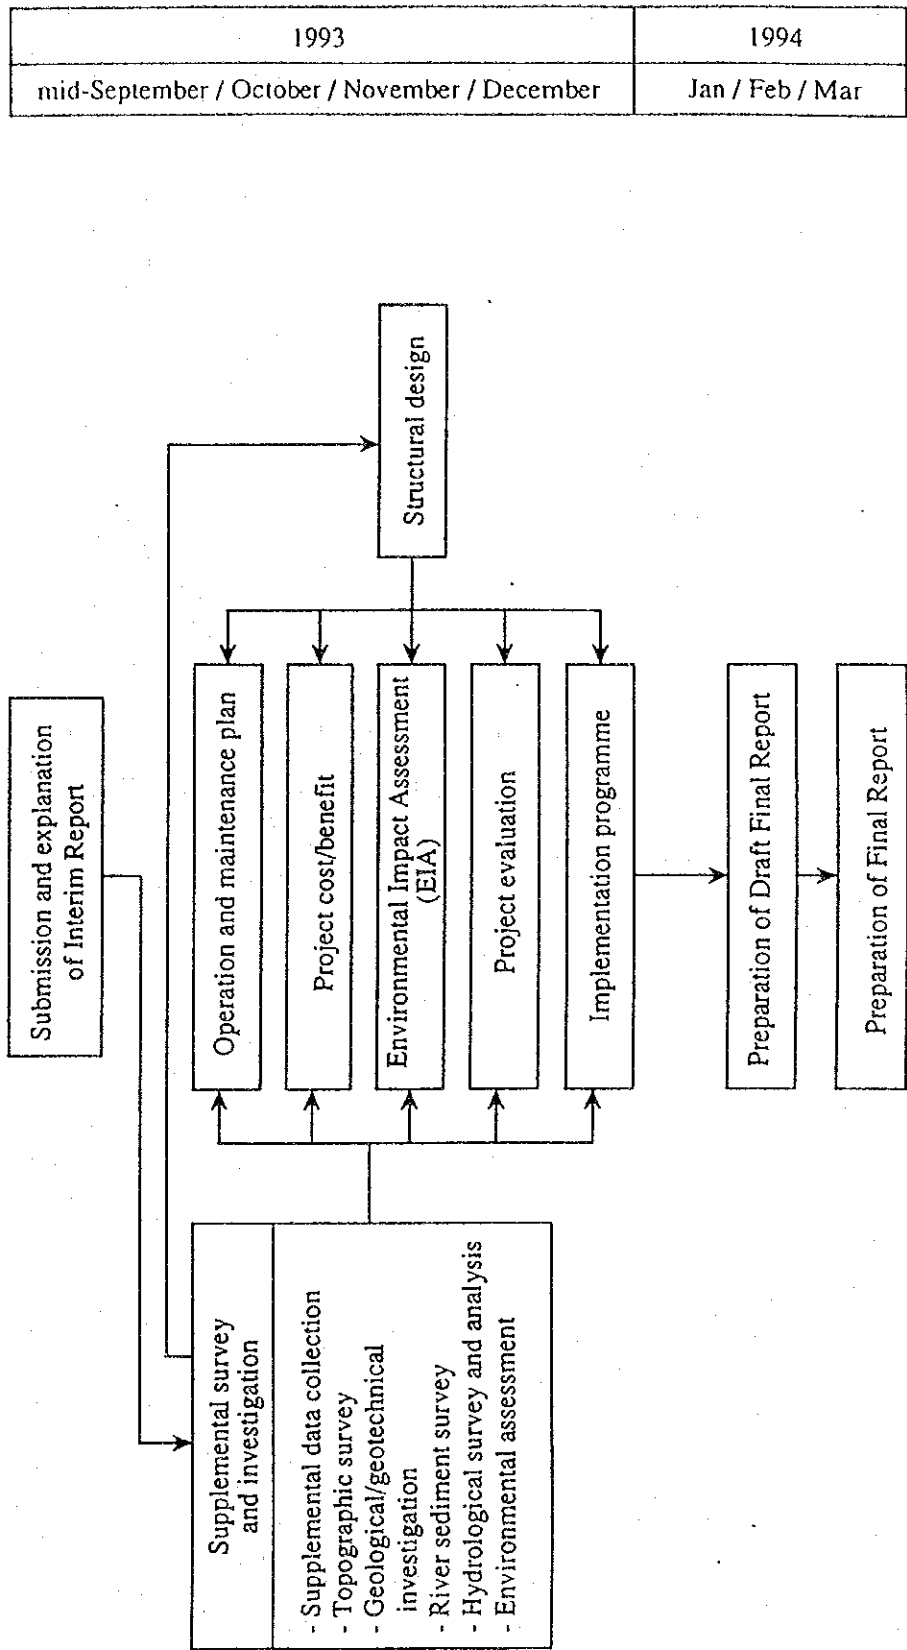 1993
1994
mid-September / October / November / December
Jan / Feb / Mar
Submission and explanation
of Interim Report
Supplemental survey
and investigation
- Supplemental data collection
- Topographic survey
- Geological/geotechnical
investigation
- River sediment survey
- Hydrological survey and analysis
- Environmental assessment
Operation and maintenance plan
Project cost/benefit
Environmental Impact Assessment
(EIA)
Project evaluation
Implementation programme
Structural design
Preparation of Draft Final Report
Preparation of Final Report